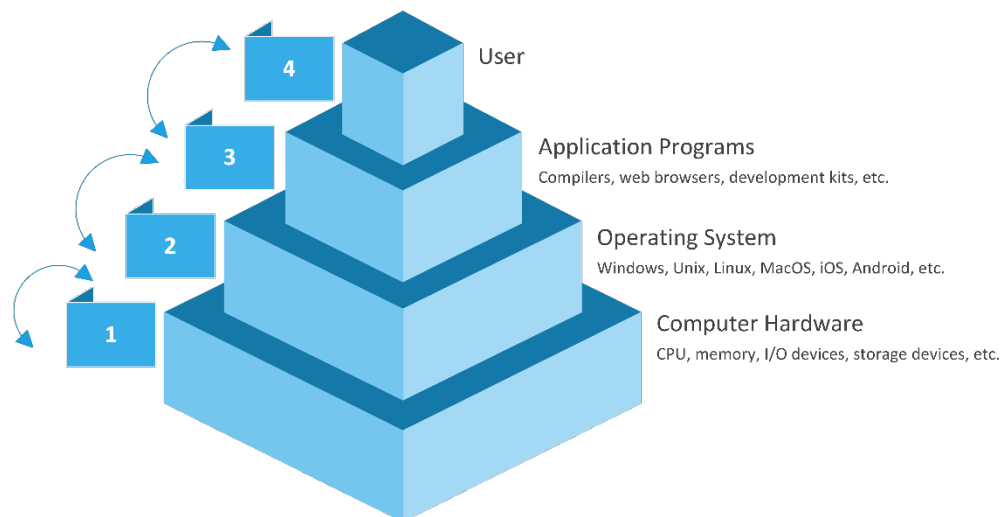 4
User
3
Application Programs
Compilers, web browsers, development kits, etc.
2
Operating System
Windows, Unix, Linux, MacOS, iOS, Android, etc.
1
Computer Hardware
CPU, memory, I/O devices, storage devices, etc.